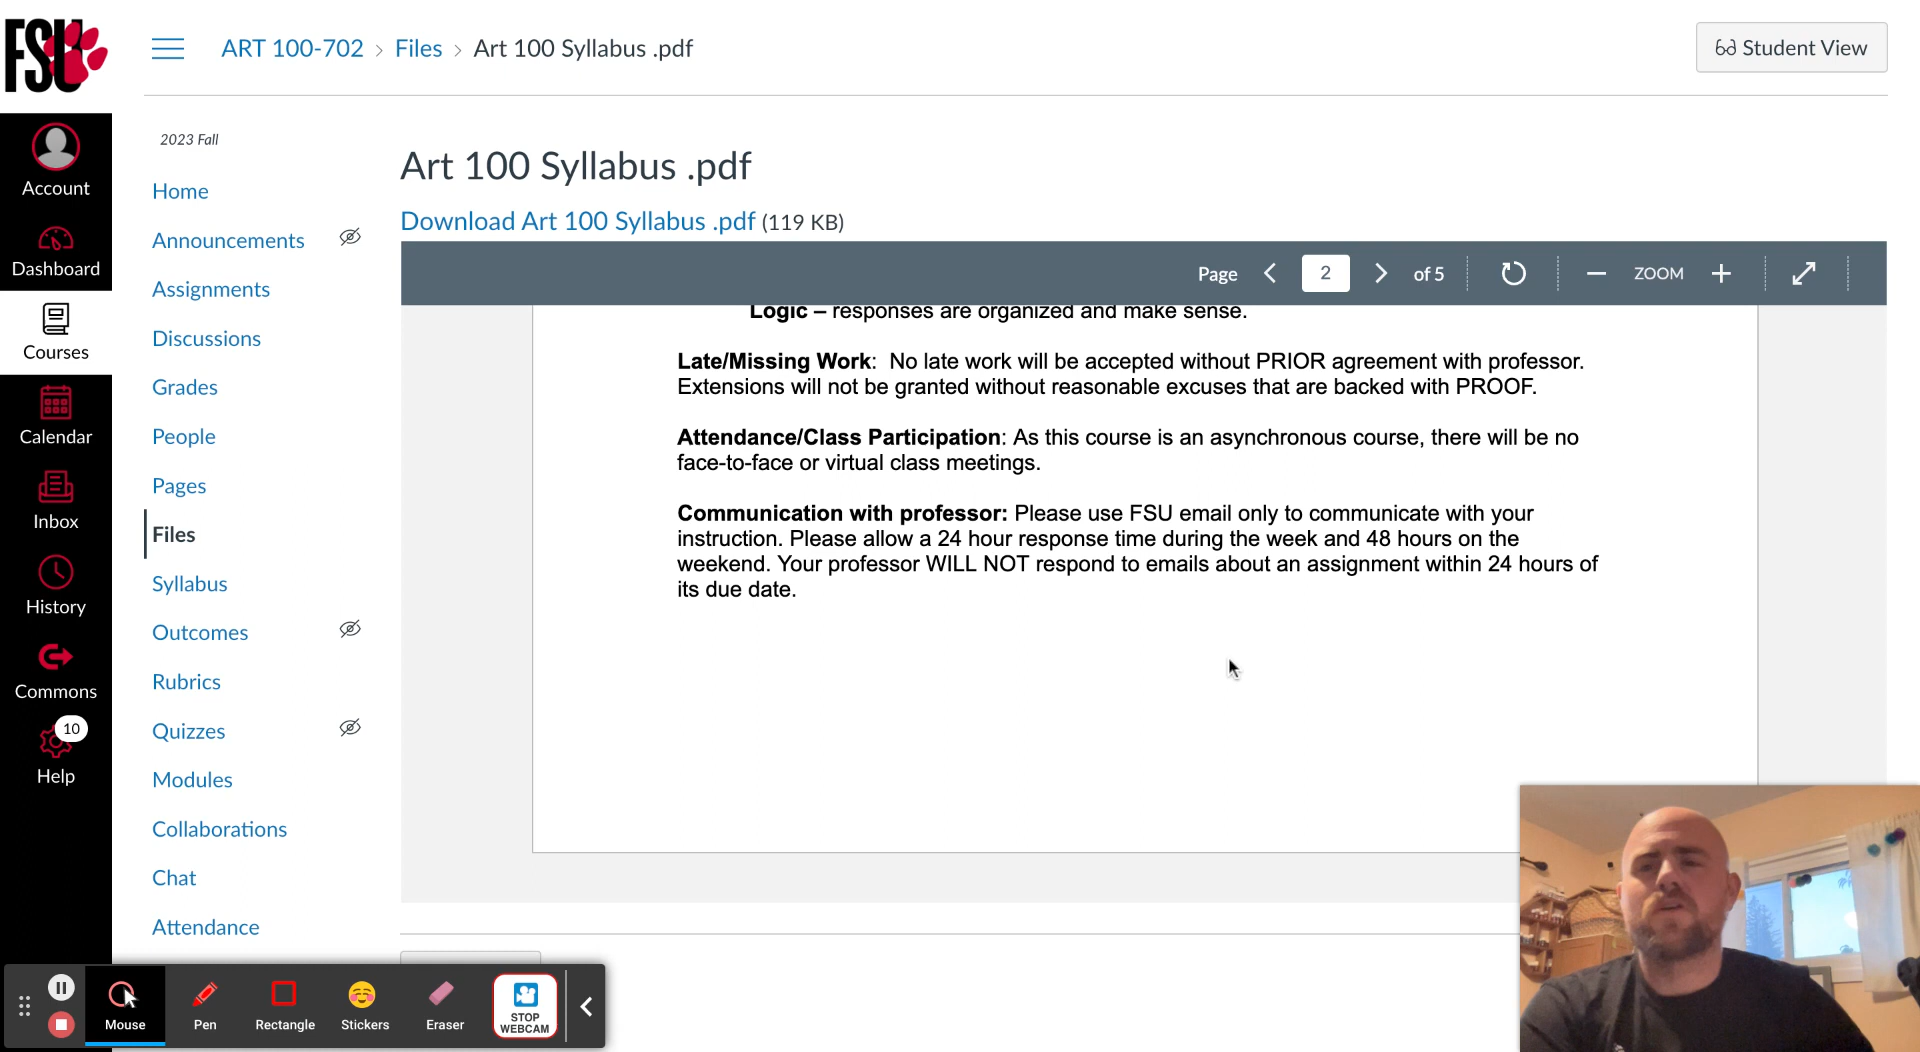 FSU
ART 100-702 > Files > Art 100 Syllabus .pdf
Student View
Account
Dashboard
Courses
Calendar
Inbox
History
Commons
10
Help
2023 Fall
Home
Announcements
Assignments
Discussions
Grades
People
Pages
Files
Syllabus
Outcomes
Rubrics
Quizzes
Modules
Collaborations
Chat
Attendance
Art 100 Syllabus .pdf
Download Art 100 Syllabus .pdf (119 KB)
Page 2 of 5 ZOOM
Logic – responses are organized and make sense.
Late/Missing Work: No late work will be accepted without PRIOR agreement with professor.
Extensions will not be granted without reasonable excuses that are backed with PROOF.
Attendance/Class Participation: As this course is an asynchronous course, there will be no
face-to-face or virtual class meetings.
Communication with professor: Please use FSU email only to communicate with your
instruction. Please allow a 24 hour response time during the week and 48 hours on the
weekend. Your professor WILL NOT respond to emails about an assignment within 24 hours of
its due date.
Mouse
Pen
Rectangle
Stickers
Eraser
STOP
WEBCAM